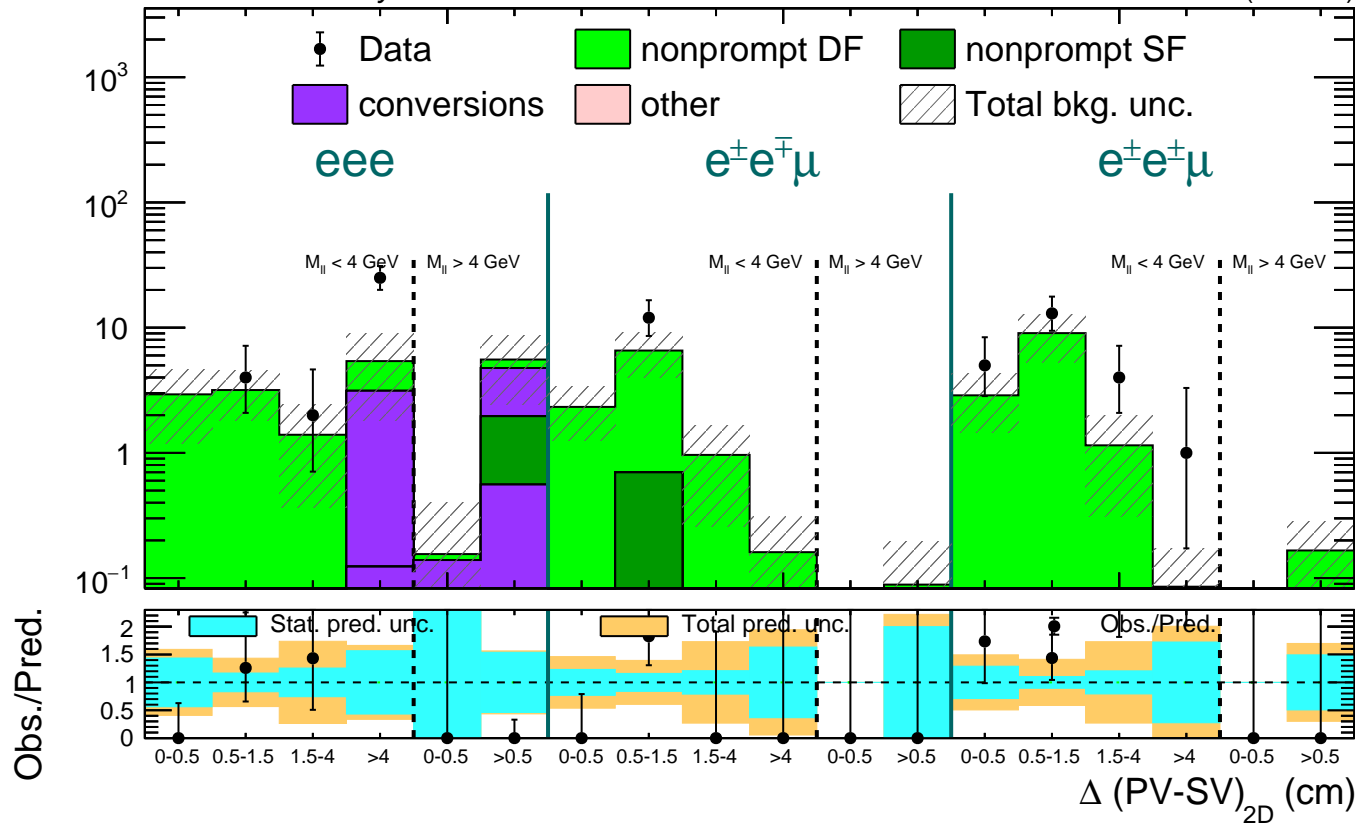 Data nonprompt DF nonprompt SF
conversions other Total bkg. unc.
eee e±e∓μ e±e±μ
M_ll < 4 GeV M_ll > 4 GeV M_ll < 4 GeV M_ll > 4 GeV M_ll < 4 GeV M_ll > 4 GeV
10³
10²
10
1
10⁻¹
Obs./Pred.
Stat. pred. unc. Total pred. unc. Obs./Pred.
2
1.5
1
0.5
0
0-0.5 0.5-1.5 1.5-4 >4 0-0.5 >0.5 0-0.5 0.5-1.5 1.5-4 >4 0-0.5 >0.5 0-0.5 0.5-1.5 1.5-4 >4 0-0.5 >0.5
Δ (PV-SV)_2D (cm)